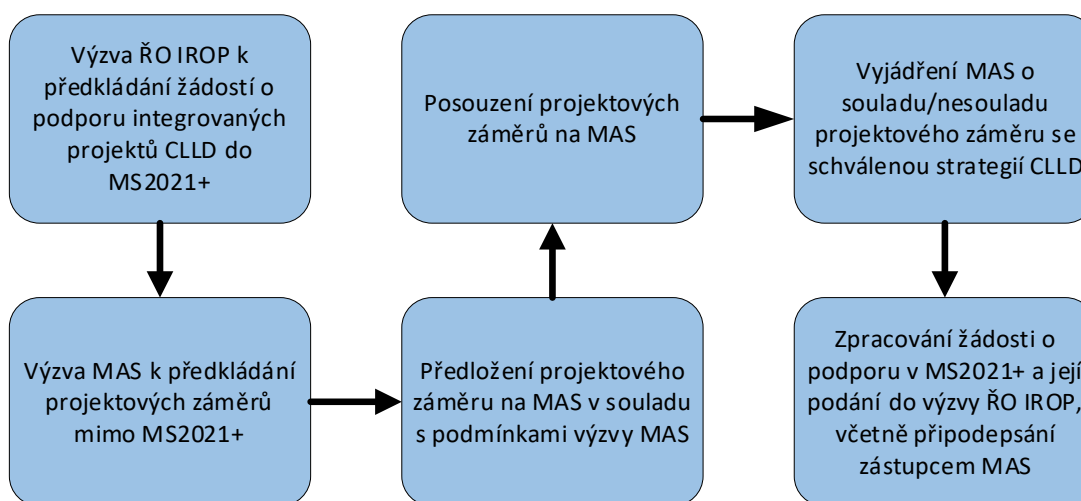 Výzva ŘO IROP k
předkládání žádostí o
podporu integrovaných
projektů CLLD do
MS2021+
Výzva MAS k předkládání
projektových záměrů
mimo MS2021+
Předložení projektového
záměru na MAS v souladu
s podmínkami výzvy MAS
Posouzení projektových
záměrů na MAS
Vyjádření MAS o
souladu/nesouladu
projektového záměru se
schválenou strategií CLLD
Zpracování žádosti o
podporu v MS2021+ a její
podání do výzvy ŘO IROP,
včetně připodepsání
zástupcem MAS